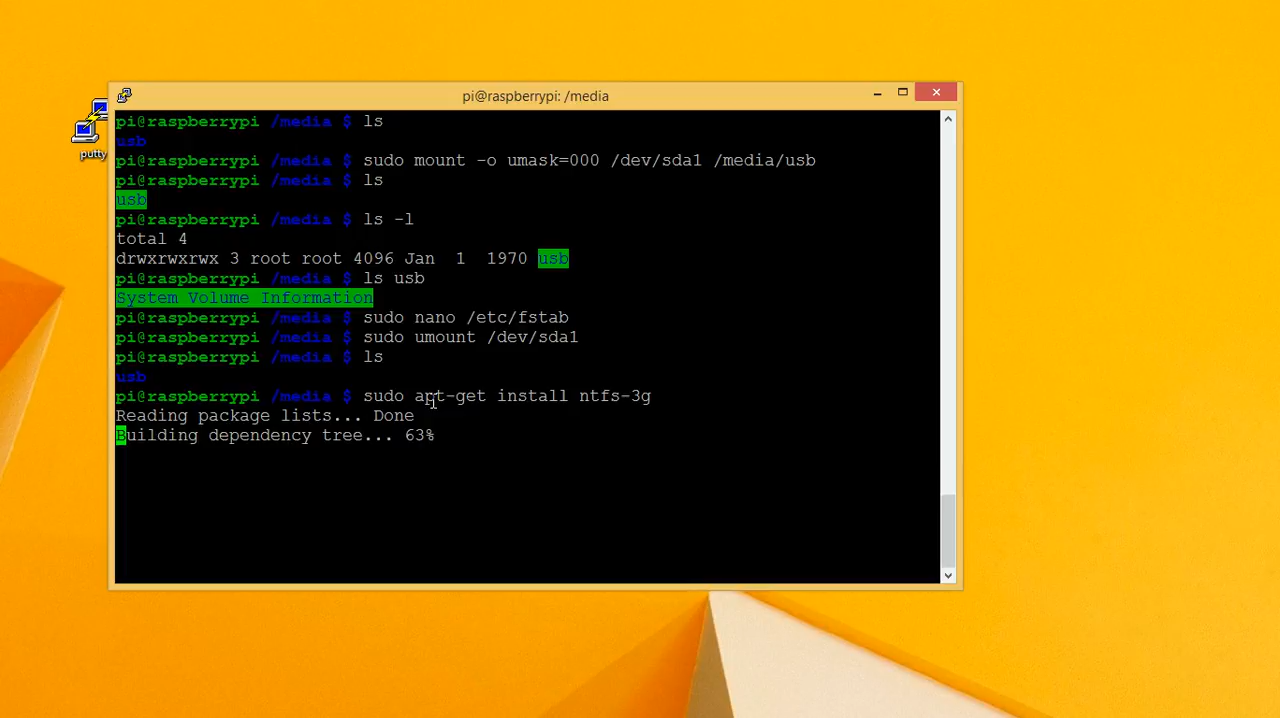 pi@raspberrypi: /media
putty
pi@raspberrypi /media $ ls
usb
pi@raspberrypi /media $ sudo mount -o umask=000 /dev/sda1 /media/usb
pi@raspberrypi /media $ ls
usb
pi@raspberrypi /media $ ls -l
total 4
drwxrwxrwx 3 root root 4096 Jan  1  1970 usb
pi@raspberrypi /media $ ls usb
System Volume Information
pi@raspberrypi /media $ sudo nano /etc/fstab
pi@raspberrypi /media $ sudo umount /dev/sda1
pi@raspberrypi /media $ ls
usb
pi@raspberrypi /media $ sudo apt-get install ntfs-3g
Reading package lists... Done
Building dependency tree... 63%